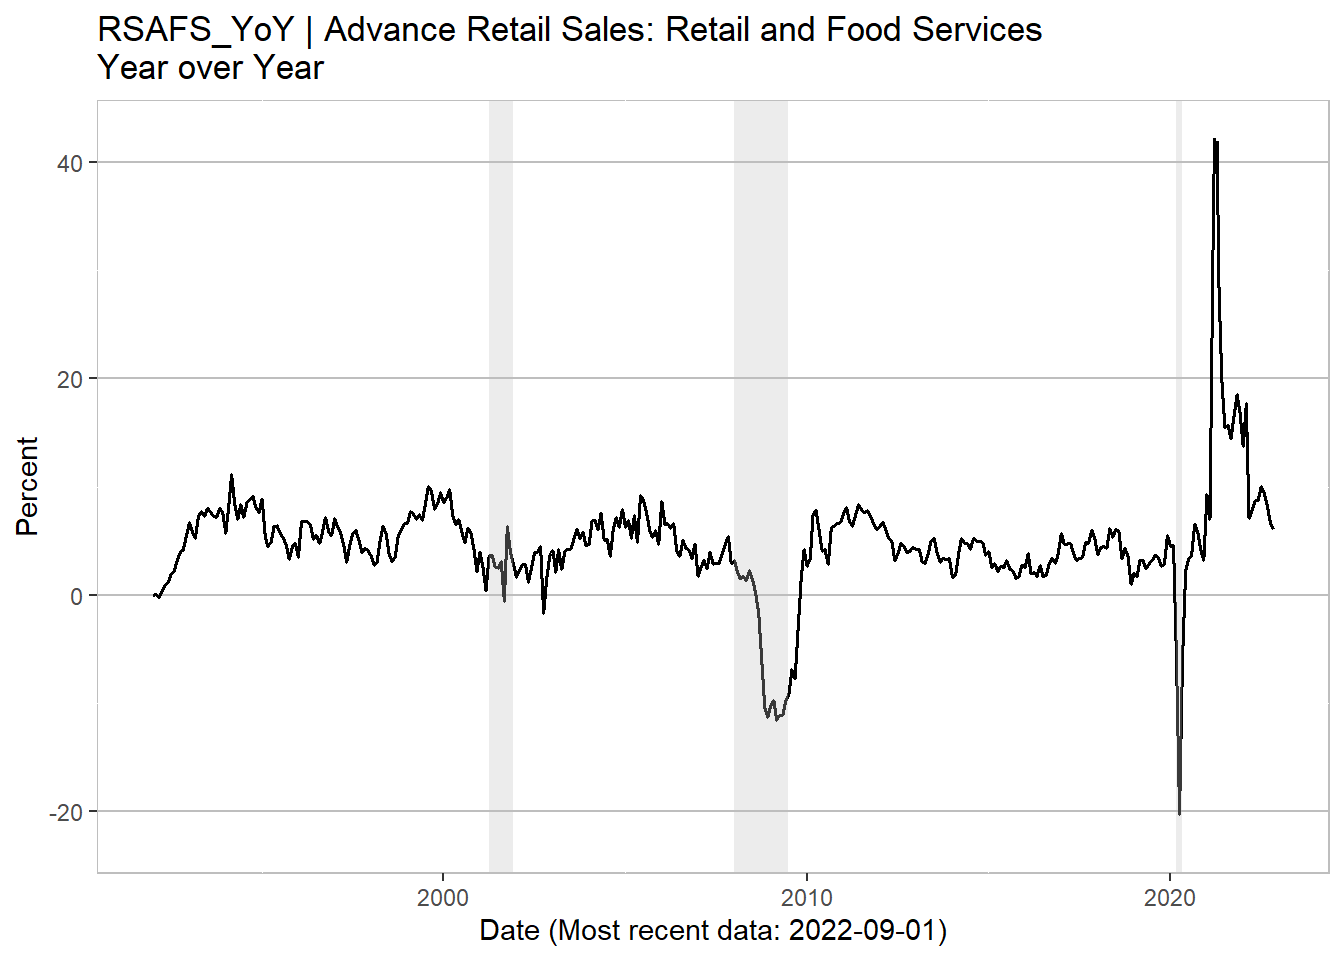 RSAFS_YoY | Advance Retail Sales: Retail and Food Services
Year over Year
40
20
0
-20
Percent
2000 2010 2020
Date (Most recent data: 2022-09-01)